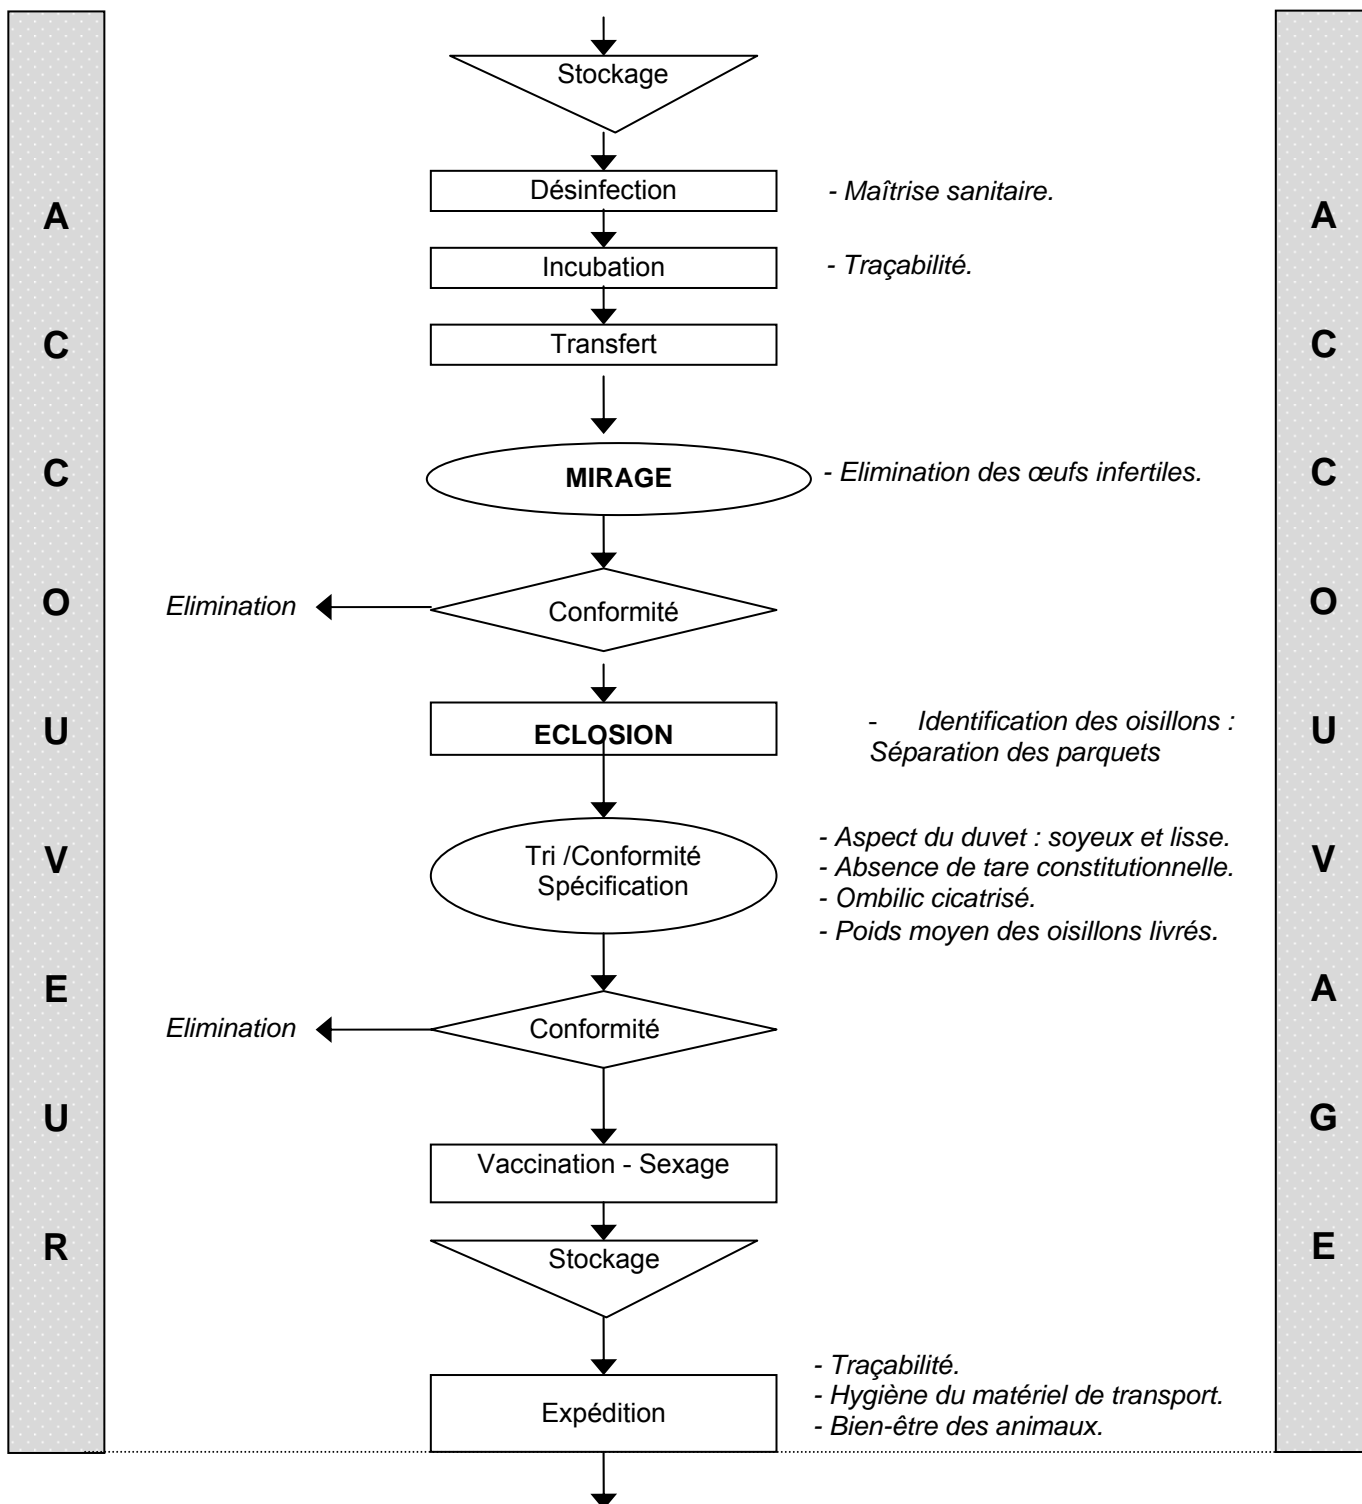 Stockage
Désinfection
- Maîtrise sanitaire.
Incubation
- Traçabilité.
Transfert
MIRAGE
- Elimination des œufs infertiles.
Elimination
Conformité
ECLOSION
- Identification des oisillons :
Séparation des parquets
Tri /Conformité
Spécification
- Aspect du duvet : soyeux et lisse.
- Absence de tare constitutionnelle.
- Ombilic cicatrisé.
- Poids moyen des oisillons livrés.
Elimination
Conformité
Vaccination - Sexage
Stockage
Expédition
- Traçabilité.
- Hygiène du matériel de transport.
- Bien-être des animaux.
A
C
C
O
U
V
E
U
R
A
C
C
O
U
V
A
G
E